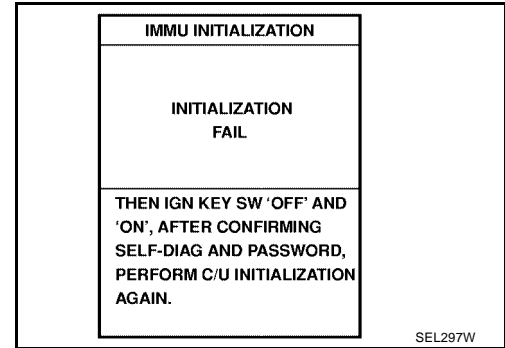 IMMU INITIALIZATION
INITIALIZATION
FAIL
THEN IGN KEY SW 'OFF' AND
'ON', AFTER CONFIRMING
SELF-DIAG AND PASSWORD,
PERFORM C/U INITIALIZATION
AGAIN.
SEL297W